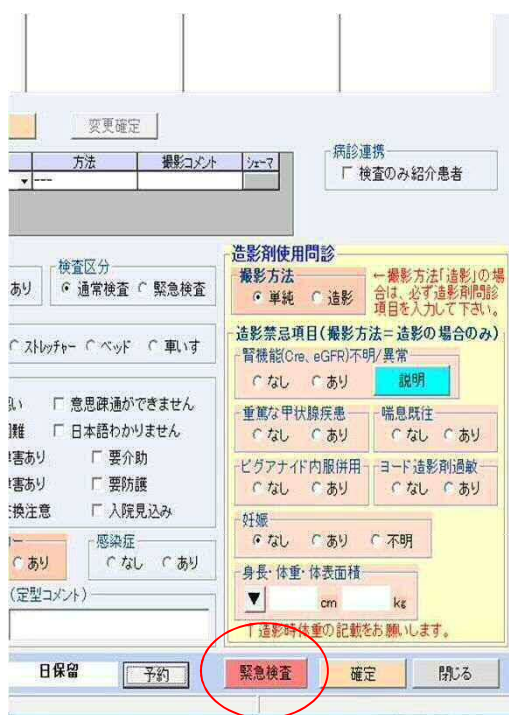 変更確定
方法 撮影コメント シェーマ
---
病診連携
検査のみ紹介患者
検査区分
あり 通常検査 緊急検査
ストレッチャー ベッド 車いす
意思疎通ができません
日本語わかりません
害あり 要介助
害あり 要防護
換注意 入院見込み
感染症
あり なし あり
(定型コメント)
造影剤使用問診
撮影方法
単純 造影
←撮影方法「造影」の場
合は、必ず造影剤問診
項目を入力して下さい。
造影禁忌項目(撮影方法=造影の場合のみ)
腎機能(Cre、eGFR)不明/異常
なし あり 説明
重篤な甲状腺疾患 喘息既往
なし あり なし あり
ビグアナイド内服併用 ヨード造影剤過敏
なし あり なし あり
妊娠
なし あり 不明
身長・体重・体表面積
▼ cm kg
↑造影時体重の記載をお願いします。
日保留 予約 緊急検査 確定 閉じる